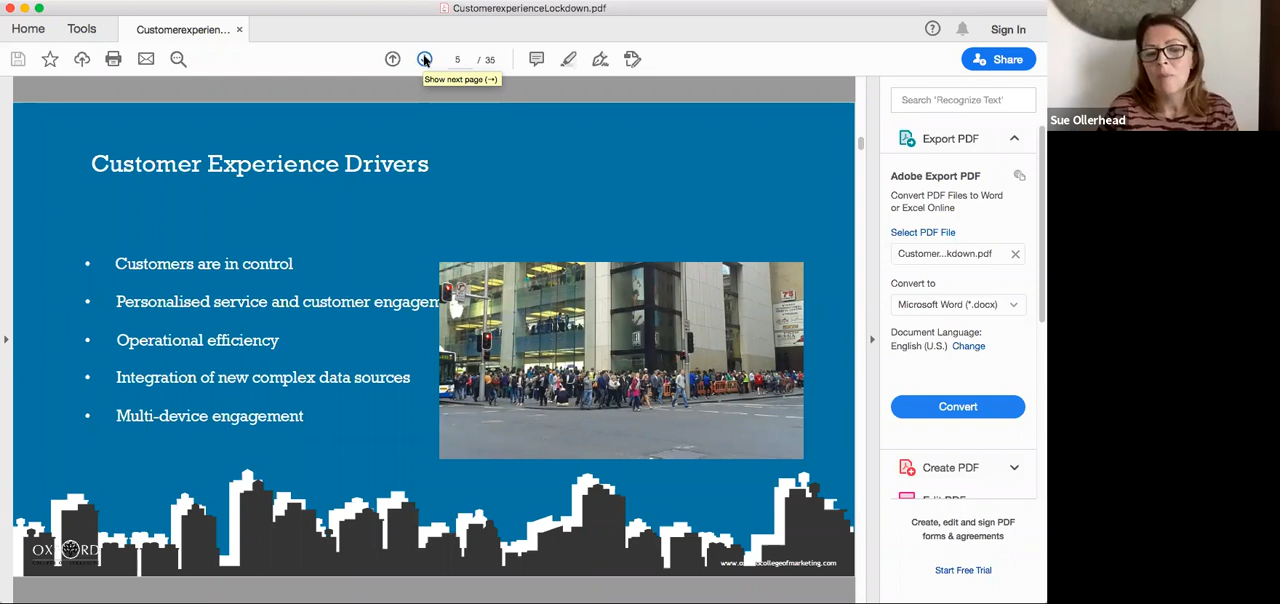 CustomerexperienceLockdown.pdf
Home
Tools
Customerexperien...
Sign In
5 / 35
Share
Show next page (→)
Search 'Recognize Text'
Sue Ollerhead
Export PDF
Customer Experience Drivers
Adobe Export PDF
Convert PDF Files to Word
or Excel Online
Select PDF File
Customer...kdown.pdf
• Customers are in control
Convert to
• Personalised service and customer engagem
Microsoft Word (*.docx)
• Operational efficiency
Document Language:
English (U.S.) Change
• Integration of new complex data sources
• Multi-device engagement
Convert
Create PDF
Edit PDF
Create, edit and sign PDF
forms & agreements
OXFORD
Start Free Trial